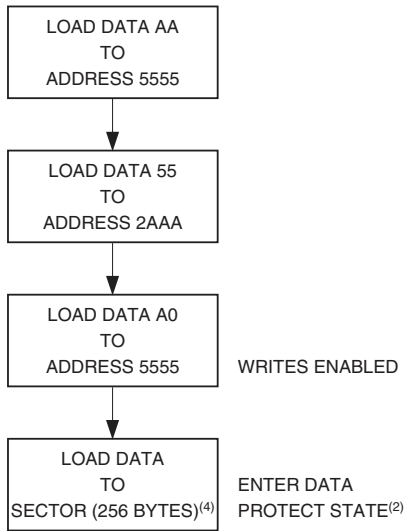 LOAD DATA AA
TO
ADDRESS 5555
LOAD DATA 55
TO
ADDRESS 2AAA
LOAD DATA A0
TO
ADDRESS 5555 WRITES ENABLED
LOAD DATA
TO ENTER DATA
SECTOR (256 BYTES)(4) PROTECT STATE(2)